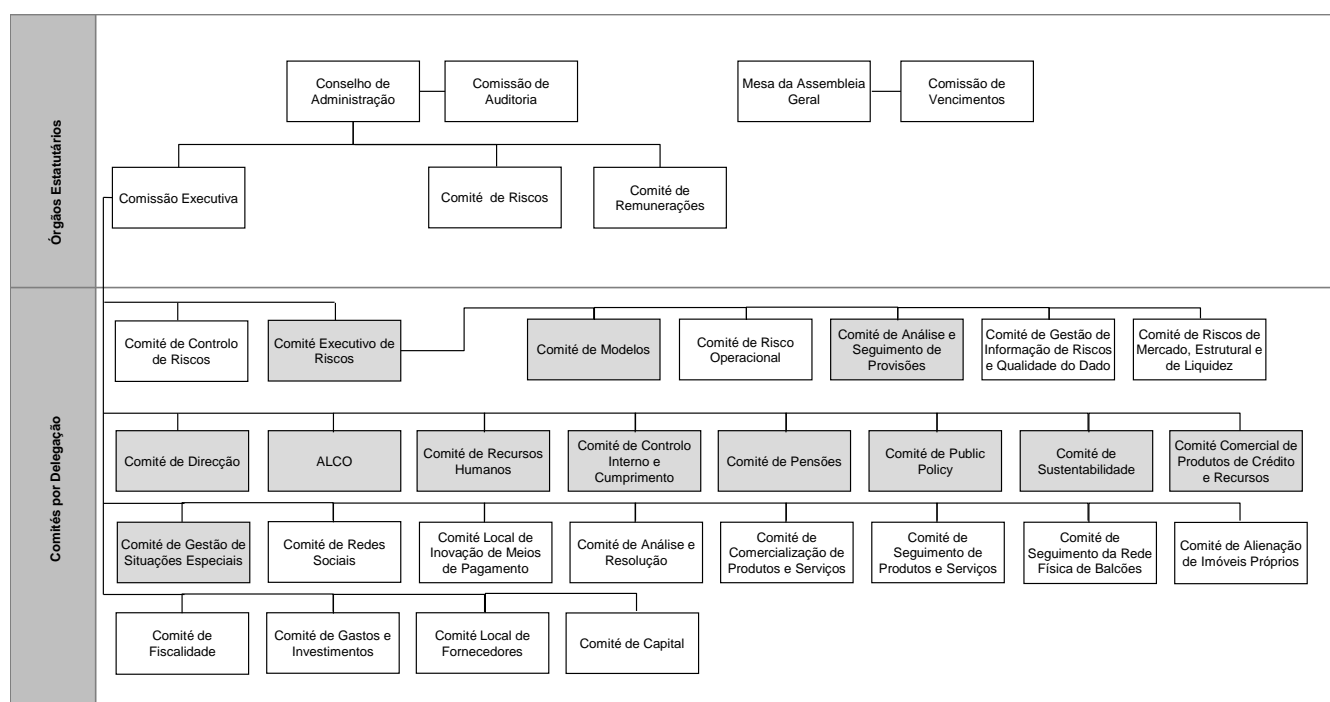 Órgãos Estatutários
Conselho de
Administração
Comissão de
Auditoria
Mesa da Assembleia
Geral
Comissão de
Vencimentos
Comissão Executiva
Comité de Riscos
Comité de
Remunerações
Comités por Delegação
Comité de Controlo
de Riscos
Comité Executivo de
Riscos
Comité de Modelos
Comité de Risco
Operacional
Comité de Análise e
Seguimento de
Provisões
Comité de Gestão de
Informação de Riscos
e Qualidade do Dado
Comité de Riscos de
Mercado, Estrutural e
de Liquidez
Comité de Direcção
ALCO
Comité de Recursos
Humanos
Comité de Controlo
Interno e
Cumprimento
Comité de Pensões
Comité de Public
Policy
Comité de
Sustentabilidade
Comité Comercial de
Produtos de Crédito
e Recursos
Comité de Gestão de
Situações Especiais
Comité de Redes
Sociais
Comité Local de
Inovação de Meios
de Pagamento
Comité de Análise e
Resolução
Comité de
Comercialização de
Produtos e Serviços
Comité de
Seguimento de
Produtos e Serviços
Comité de
Seguimento da Rede
Física de Balcões
Comité de Alienação
de Imóveis Próprios
Comité de
Fiscalidade
Comité de Gastos e
Investimentos
Comité Local de
Fornecedores
Comité de Capital